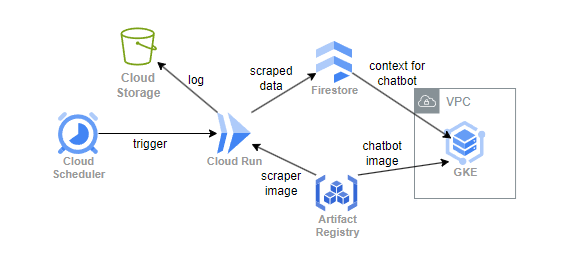 Cloud
Storage
log
scraped
data
Firestore
context for
chatbot
VPC
Cloud
Scheduler
trigger
Cloud Run
scraper
image
chatbot
image
GKE
Artifact
Registry